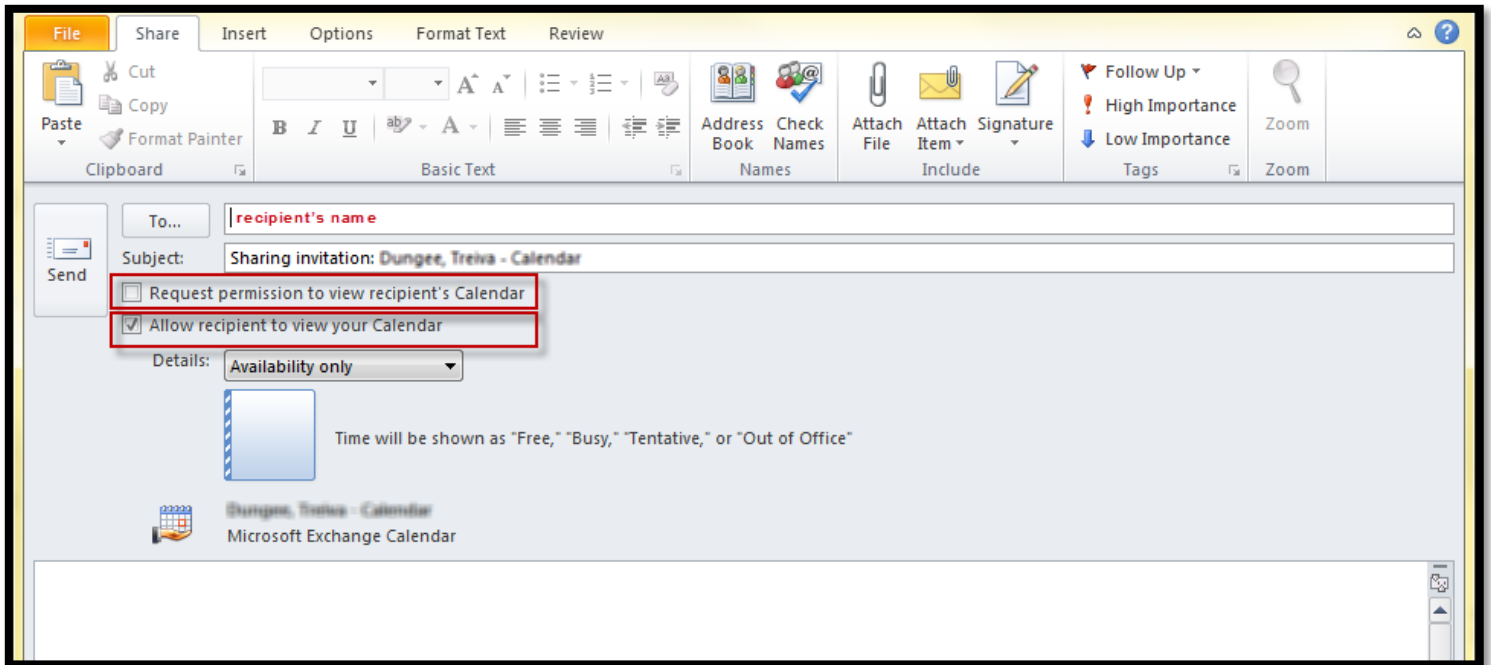 File Share Insert Options Format Text Review
Paste
Cut
Copy
Format Painter
Clipboard
B I U
Basic Text
Address Book
Check Names
Names
Attach File
Attach Item
Signature
Include
Follow Up
High Importance
Low Importance
Tags
Zoom
Zoom
Send
To... recipient's name
Subject: Sharing invitation:
Request permission to view recipient's Calendar
Allow recipient to view your Calendar
Details: Availability only
Time will be shown as "Free," "Busy," "Tentative," or "Out of Office"
Microsoft Exchange Calendar